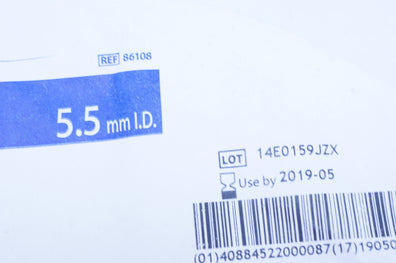 REF 86108
5.5 mm I.D.
LOT 14E0159JZX
Use by 2019-05
(01)40884522000087(17)19050